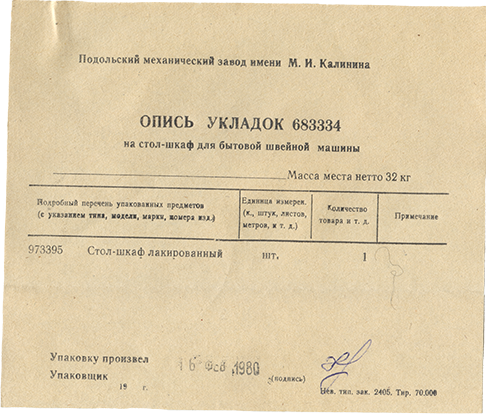 Подольский механический завод имени М. И. Калинина
ОПИСЬ УКЛАДОК 683334
на стол-шкаф для бытовой швейной машины
Масса места нетто 32 кг
Подробный перечень упакованных предметов (с указанием типа, модели, марки, номера изд.)
Единица измерен. (к., штук, листов, метров, и т. д.)
Количество товара и т. д.
Примечание
973395 Стол-шкаф лакированный шт. 1
Упаковку произвел 16 ФЕВ 1980
Упаковщик (подпись)
19 г. тип. зак. 2405. Тир. 70.000